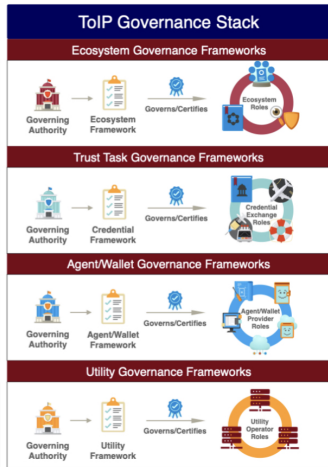 ToIP Governance Stack
Ecosystem Governance Frameworks
Governing
Authority
Ecosystem
Framework
Governs/Certifies
Ecosystem
Roles
Trust Task Governance Frameworks
Governing
Authority
Credential
Framework
Governs/Certifies
Credential
Exchange
Roles
Agent/Wallet Governance Frameworks
Governing
Authority
Agent/Wallet
Framework
Governs/Certifies
Agent/Wallet
Provider
Roles
Utility Governance Frameworks
Governing
Authority
Utility
Framework
Governs/Certifies
Utility
Operator
Roles